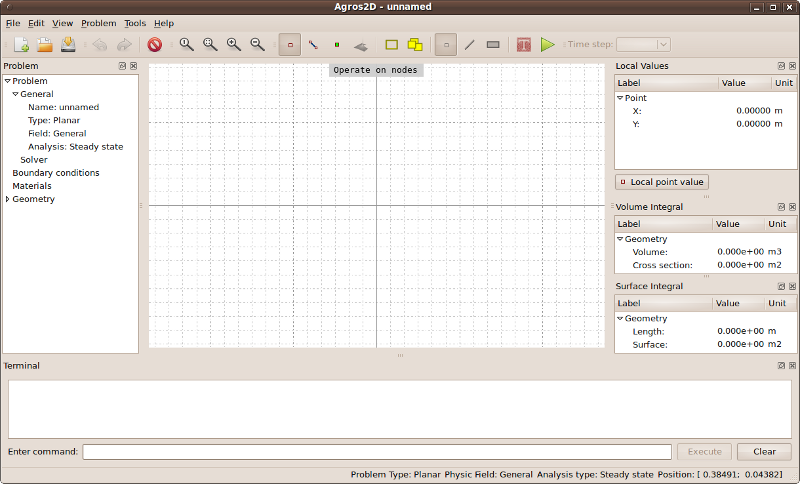 Agros2D - unnamed
File Edit View Problem Tools Help
Time step:
Problem
Problem
General
Name: unnamed
Type: Planar
Field: General
Analysis: Steady state
Solver
Boundary conditions
Materials
Geometry
Operate on nodes
Local Values
Label Value Unit
Point
X: 0.00000 m
Y: 0.00000 m
Local point value
Volume Integral
Label Value Unit
Geometry
Volume: 0.000e+00 m3
Cross section: 0.000e+00 m2
Surface Integral
Label Value Unit
Geometry
Length: 0.000e+00 m
Surface: 0.000e+00 m2
Terminal
Enter command: Execute Clear
Problem Type: Planar Physic Field: General Analysis type: Steady state Position: [ 0.38491; 0.04382]